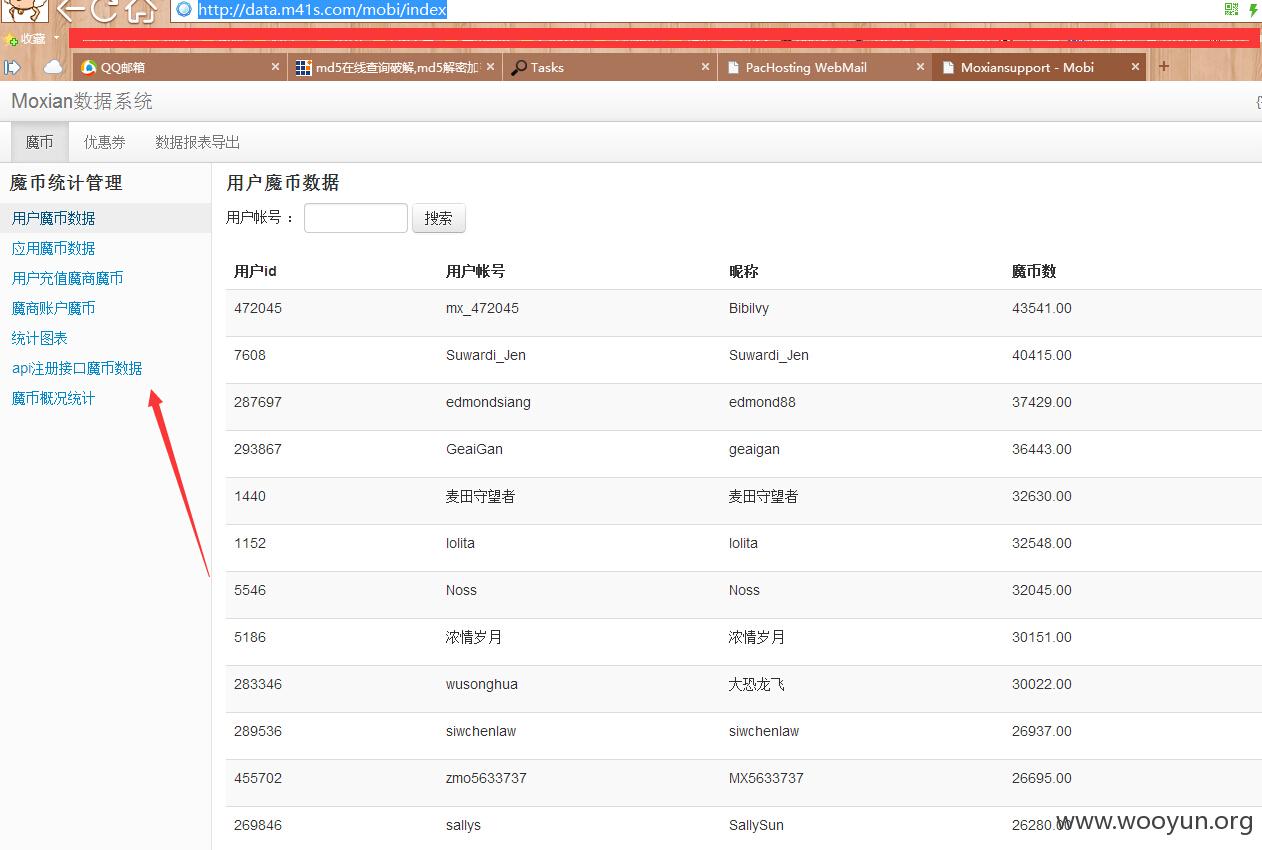 http://data.m41s.com/mobi/index
收藏
QQ邮箱
md5在线查询破解,md5解密加
Tasks
PacHosting WebMail
Moxiansupport - Mobi
Moxian数据系统
魔币 优惠券 数据报表导出
魔币统计管理
用户魔币数据
应用魔币数据
用户充值魔商魔币
魔商账户魔币
统计图表
api注册接口魔币数据
魔币概况统计
用户魔币数据
用户帐号： 搜索
用户id 用户帐号 昵称 魔币数
472045 mx_472045 Bibilvy 43541.00
7608 Suwardi_Jen Suwardi_Jen 40415.00
287697 edmondsiang edmond88 37429.00
293867 GeaiGan geaigan 36443.00
1440 麦田守望者 麦田守望者 32630.00
1152 lolita lolita 32548.00
5546 Noss Noss 32045.00
5186 浓情岁月 浓情岁月 30151.00
283346 wusonghua 大恐龙飞 30022.00
289536 siwchenlaw siwchenlaw 26937.00
455702 zmo5633737 MX5633737 26695.00
269846 sallys SallySun 26280.00
www.wooyun.org